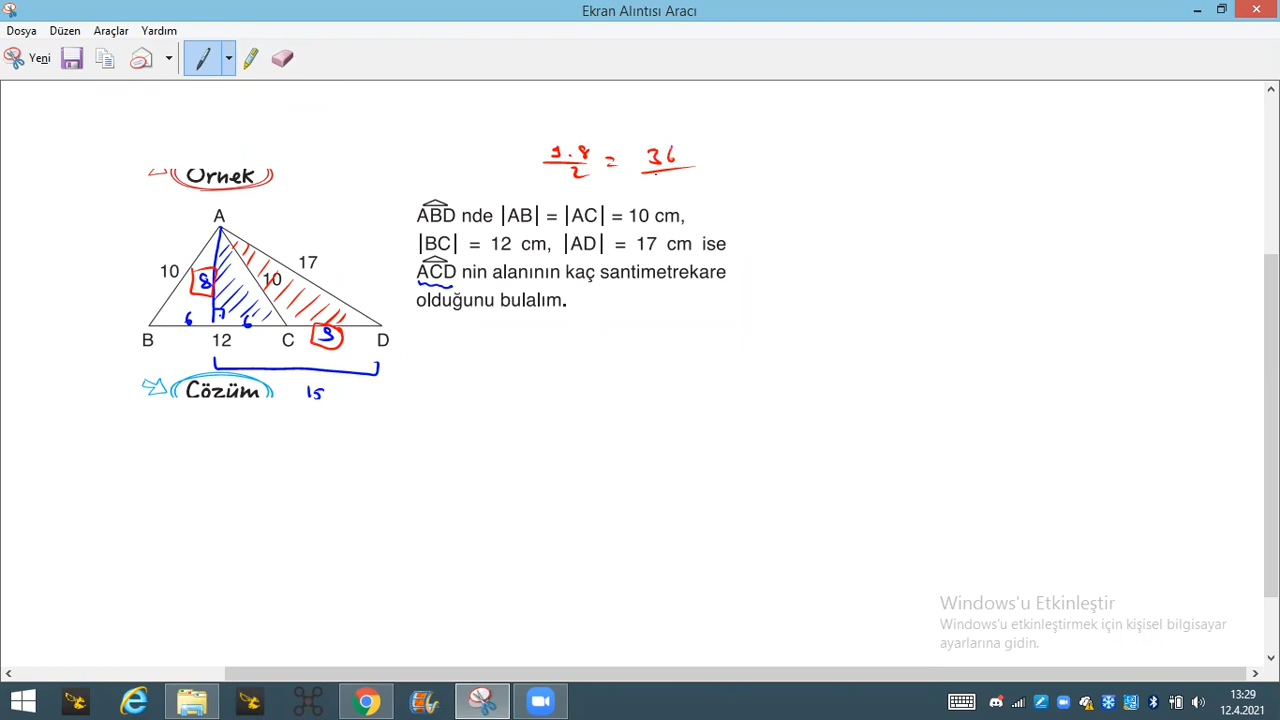 Ekran Alıntısı Aracı
Dosya Düzen Araçlar Yardım
Yeni
9.8/2 = 36
Örnek
A
10
8
10
17
6
6
9
B 12 C D
15
ABD nde |AB| = |AC| = 10 cm,
|BC| = 12 cm, |AD| = 17 cm ise
ACD nin alanının kaç santimetrekare
olduğunu bulalım.
Çözüm
Windows'u Etkinleştir
Windows'u etkinleştirmek için kişisel bilgisayar
ayarlarına gidin.
13:29
12.4.2021